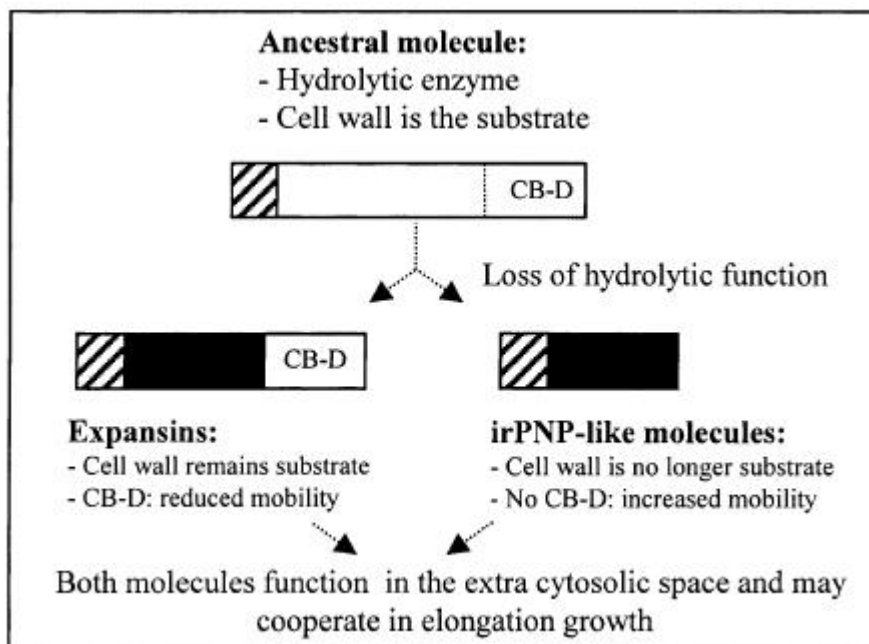 Ancestral molecule:
- Hydrolytic enzyme
- Cell wall is the substrate
CB-D
Loss of hydrolytic function
CB-D
Expansins:
- Cell wall remains substrate
- CB-D: reduced mobility
irPNP-like molecules:
- Cell wall is no longer substrate
- No CB-D: increased mobility
Both molecules function in the extra cytosolic space and may
cooperate in elongation growth